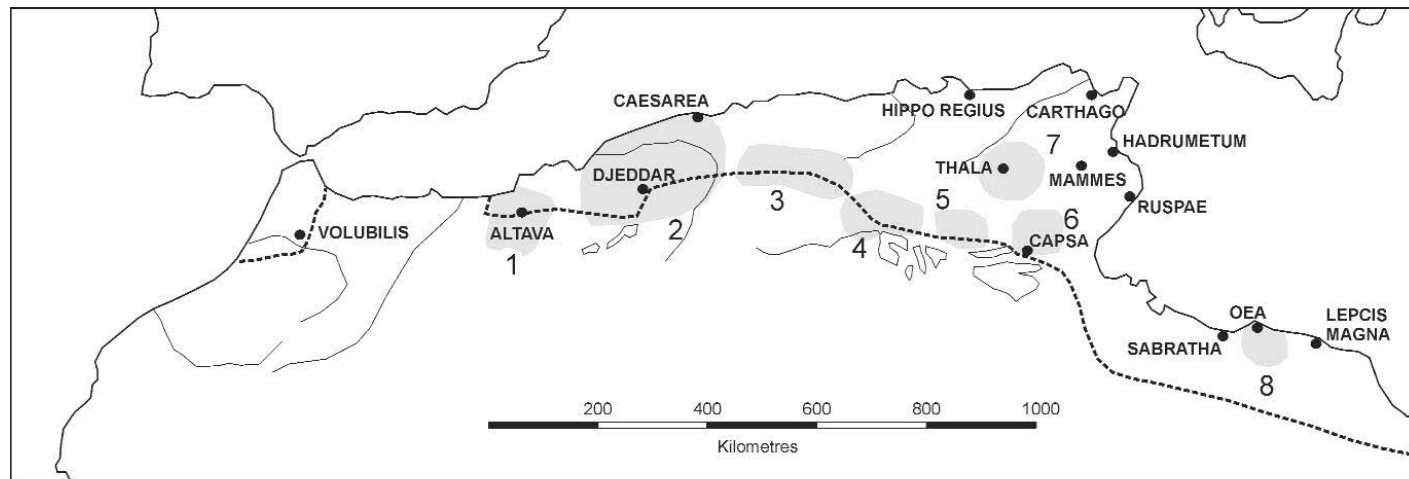 CAESAREA
HIPPO REGIUS
CARTHAGO
HADRUMETUM
7
THALA
MAMMES
DJEDDAR
3
5
RUSPAE
VOLUBILIS
ALTAVA
2
6
4
CAPSA
1
OEA
LEPCIS
MAGNA
SABRATHA
8
200 400 600 800 1000
Kilometres